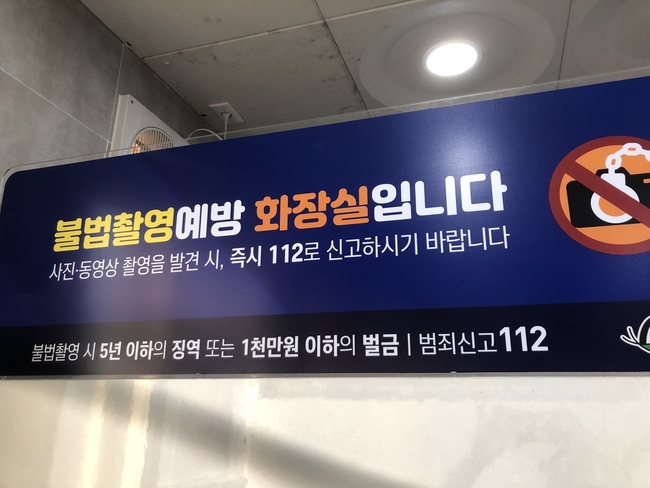 불법촬영예방 화장실입니다
사진·동영상 촬영을 발견 시, 즉시 112로 신고하시기 바랍니다
불법촬영 시 5년 이하의 징역 또는 1천만원 이하의 벌금 | 범죄신고 112